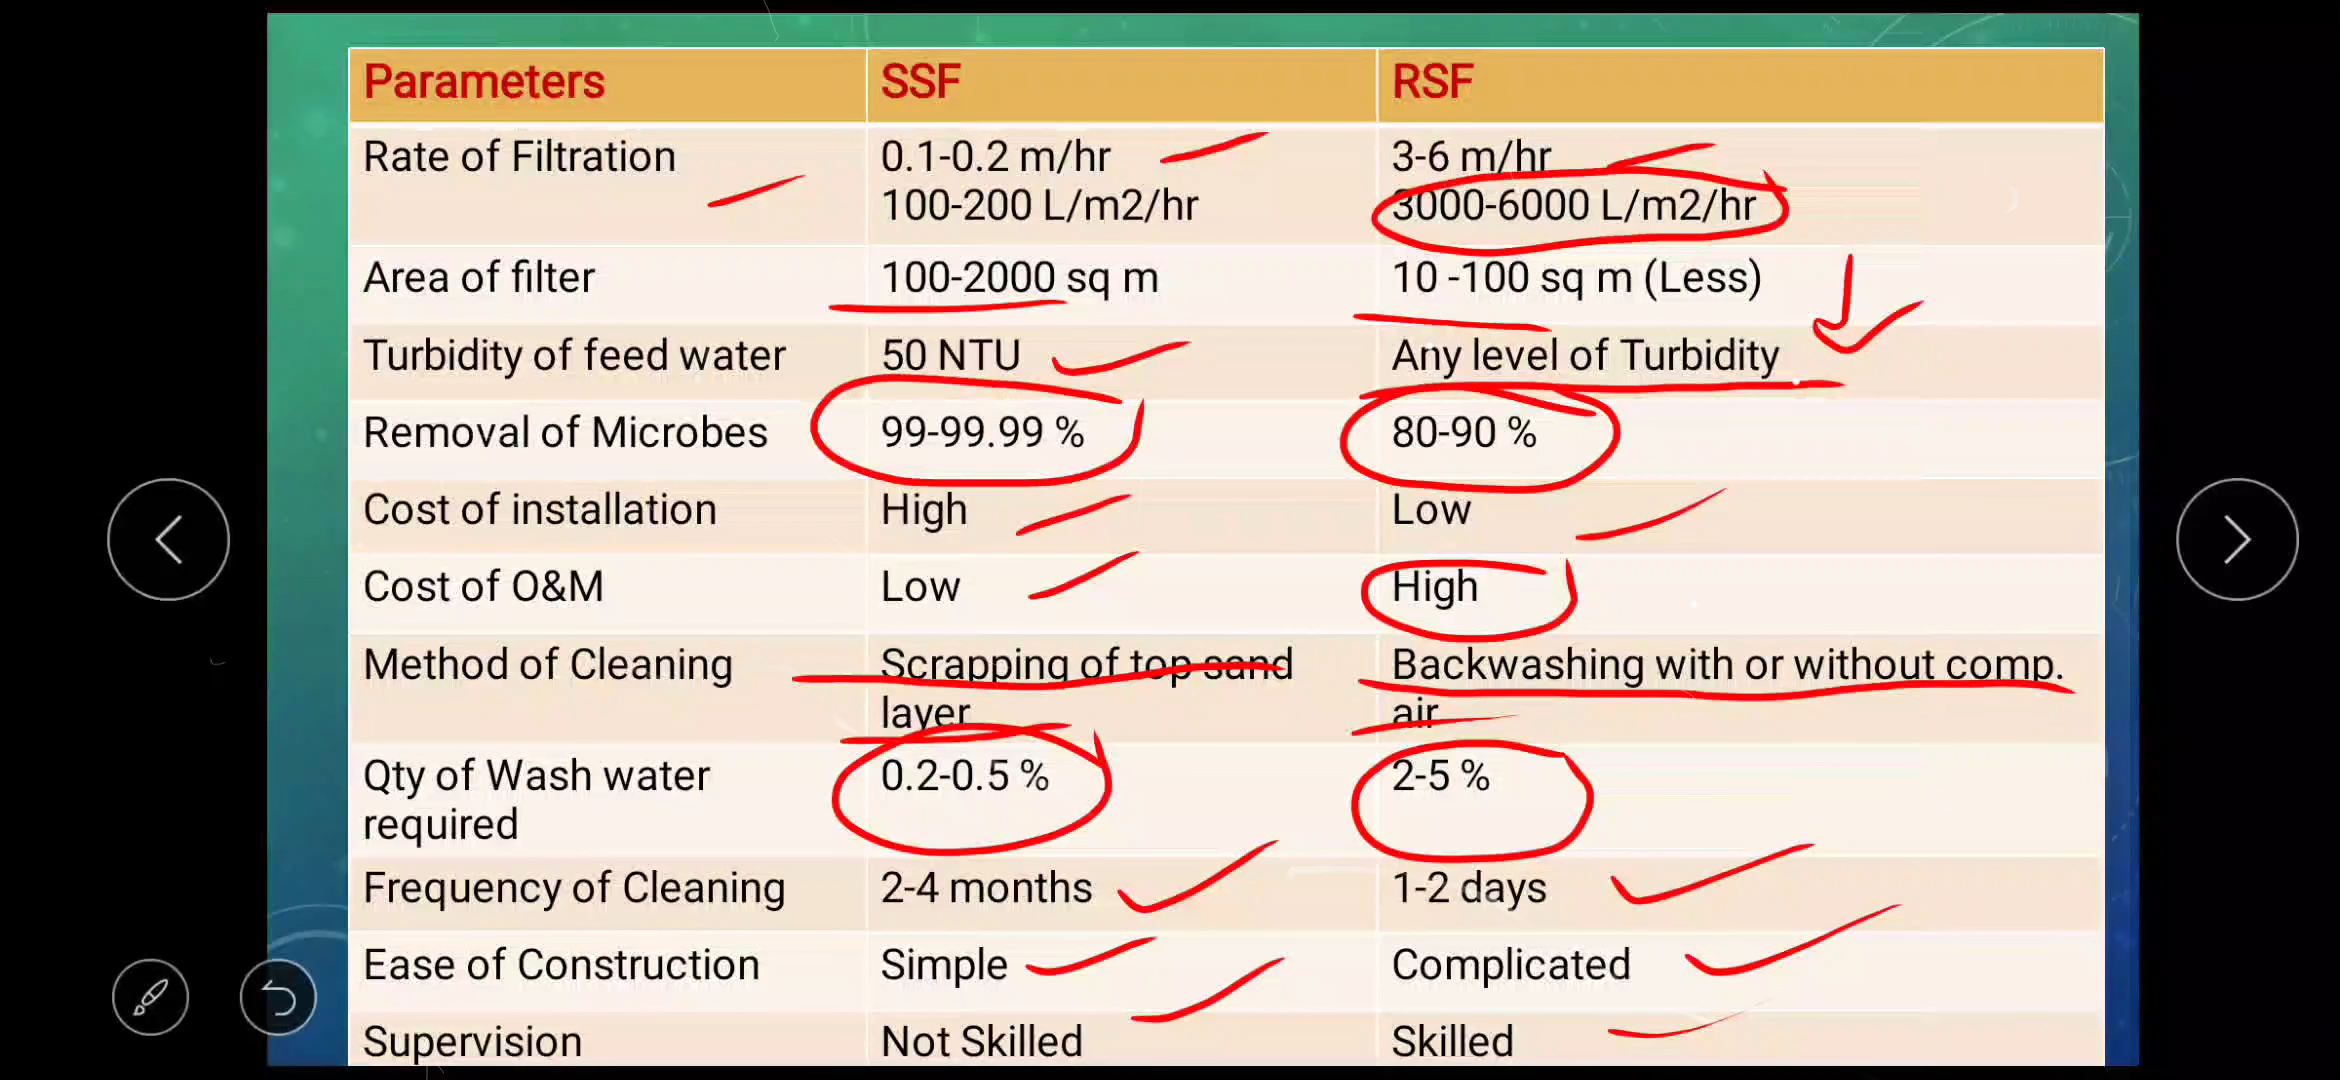 Parameters SSF RSF
Rate of Filtration 0.1-0.2 m/hr 3-6 m/hr
100-200 L/m2/hr 3000-6000 L/m2/hr
Area of filter 100-2000 sq m 10 -100 sq m (Less)
Turbidity of feed water 50 NTU Any level of Turbidity
Removal of Microbes 99-99.99 % 80-90 %
Cost of installation High Low
Cost of O&M Low High
Method of Cleaning Scrapping of top sand Backwashing with or without comp.
layer air
Qty of Wash water 0.2-0.5 % 2-5 %
required
Frequency of Cleaning 2-4 months 1-2 days
Ease of Construction Simple Complicated
Supervision Not Skilled Skilled